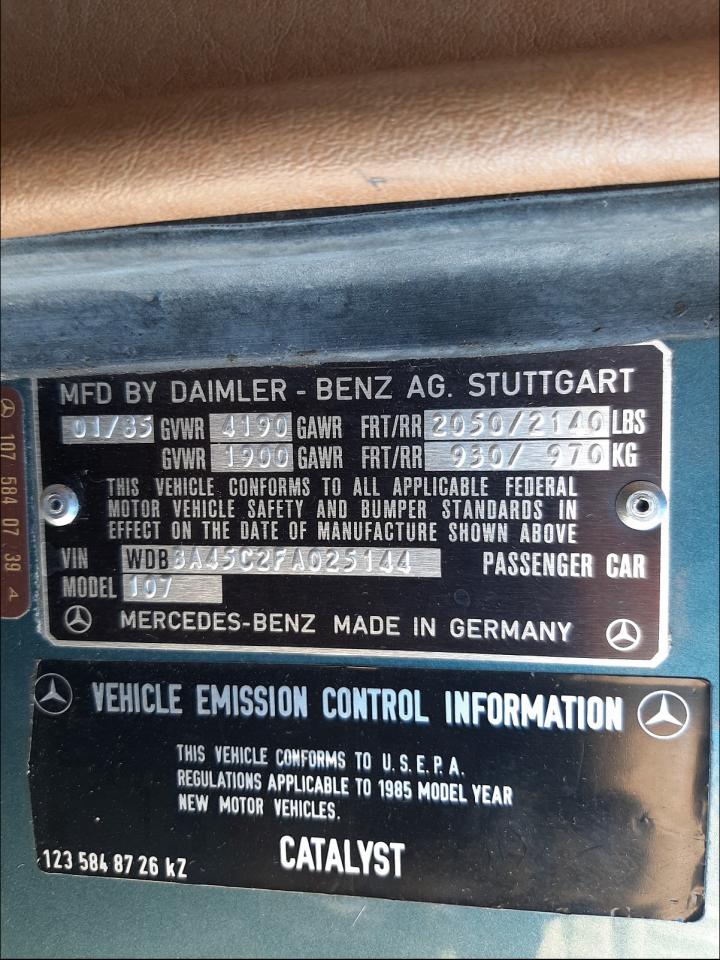 MFD BY DAIMLER - BENZ AG. STUTTGART
01/85 GVWR 4190 GAWR FRT/RR 2050/2140 LBS
GVWR 1900 GAWR FRT/RR 930/ 970 KG
THIS VEHICLE CONFORMS TO ALL APPLICABLE FEDERAL
MOTOR VEHICLE SAFETY AND BUMPER STANDARDS IN
EFFECT ON THE DATE OF MANUFACTURE SHOWN ABOVE
VIN WDBBA45C2FA025144 PASSENGER CAR
MODEL 107
MERCEDES-BENZ MADE IN GERMANY
107 584 07 39 A
VEHICLE EMISSION CONTROL INFORMATION
THIS VEHICLE CONFORMS TO U.S.E.P.A.
REGULATIONS APPLICABLE TO 1985 MODEL YEAR
NEW MOTOR VEHICLES.
CATALYST
123 584 87 26 kZ